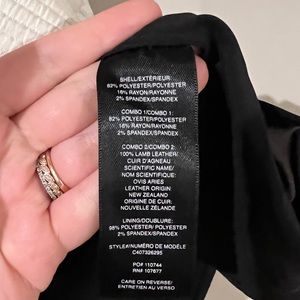 SHELL/EXTÉRIEUR:
82% POLYESTER/POLYESTER
16% RAYON/RAYONNE
2% SPANDEX/SPANDEX
COMBO 1/COMBO 1:
82% POLYESTER/POLYESTER
16% RAYON/RAYONNE
2% SPANDEX/SPANDEX
COMBO 2/COMBO 2:
100% LAMB LEATHER/
CUIR D'AGNEAU
SCIENTIFIC NAME/
NOM SCIENTIFIQUE:
OVIS ARIES
LEATHER ORIGIN
NEW ZEALAND
ORIGINE DE CUIR:
NOUVELLE ZÉLANDE
LINING/DOUBLURE:
98% POLYESTER/ POLYESTER
2% SPANDEX/SPANDEX
STYLE#/NUMÉRO DE MODÈLE
C407326295
PO# 110744
RN# 107677
CARE ON REVERSE/
ENTRETIEN AU VERSO